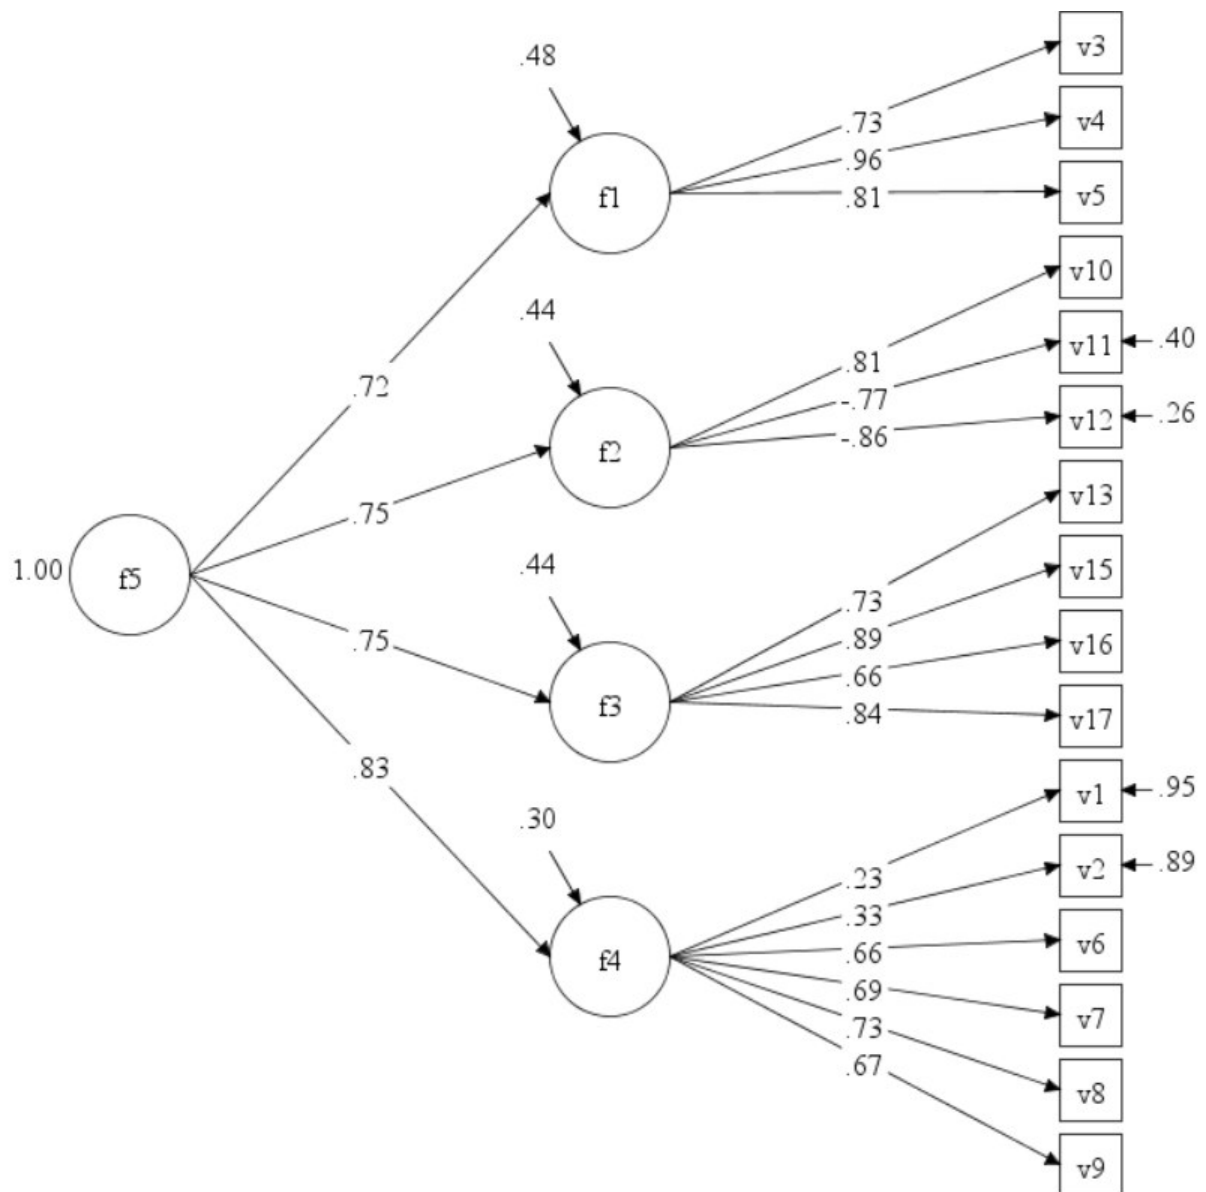 .48
v3
.73
v4
.96
f1
v5
.81
v10
.44
.81
v11
.40
-.77
.72
v12
.26
-.86
f2
v13
.75
1.00
f5
.44
.73
v15
.89
.75
.66
v16
f3
.84
v17
.83
v1
.95
.30
.23
v2
.89
.33
.66
v6
f4
.69
v7
.73
.67
v8
v9